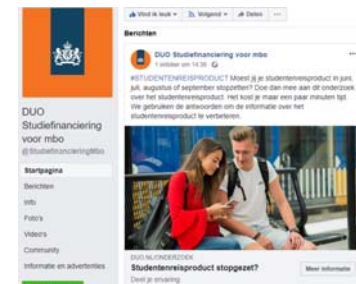 Vind ik leuk Volgend Delen ...
Berichten
DUO Studiefinanciering voor mbo
1 oktober om 14:36
#STUDENTENREISPRODUCT Moest jij je studentenreisproduct in juni,
juli, augustus of september stopzetten? Doe dan mee aan dit onderzoek
over het studentenreisproduct. Het kost je maar een paar minuten tijd.
We gebruiken de antwoorden om de informatie over het
studentenreisproduct te verbeteren.
DUO
Studiefinanciering
voor mbo
@StudiefinancieringMbo
Startpagina
Berichten
Info
Foto's
Video's
Community
Informatie en advertenties
DUO.NL/ONDERZOEK
Studentenreisproduct stopgezet?
Deel je ervaring
Meer informatie